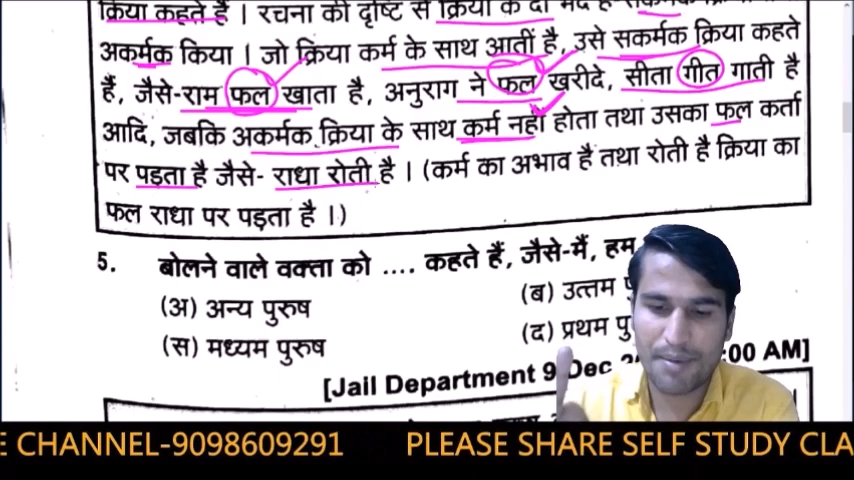 क्रिया कहते हैं । रचना की दृष्टि से क्रिया के दो भेद हैं
अकर्मक किया । जो क्रिया कर्म के साथ आतीं है, उसे सकर्मक क्रिया कहते
हैं, जैसे-राम फल खाता है, अनुराग ने फल खरीदे, सीता गीत गाती है
आदि, जबकि अकर्मक क्रिया के साथ कर्म नहीं होता तथा उसका फल कर्ता
पर पड़ता है जैसे- राधा रोती है । (कर्म का अभाव है तथा रोती है क्रिया का
फल राधा पर पड़ता है ।)
5. बोलने वाले वक्ता को .... कहते हैं, जैसे-मैं, हम
(अ) अन्य पुरुष (ब) उत्तम
(स) मध्यम पुरुष (द) प्रथम
[Jail Department 9 Dec :00 AM]
E CHANNEL-9098609291 PLEASE SHARE SELF STUDY CLA